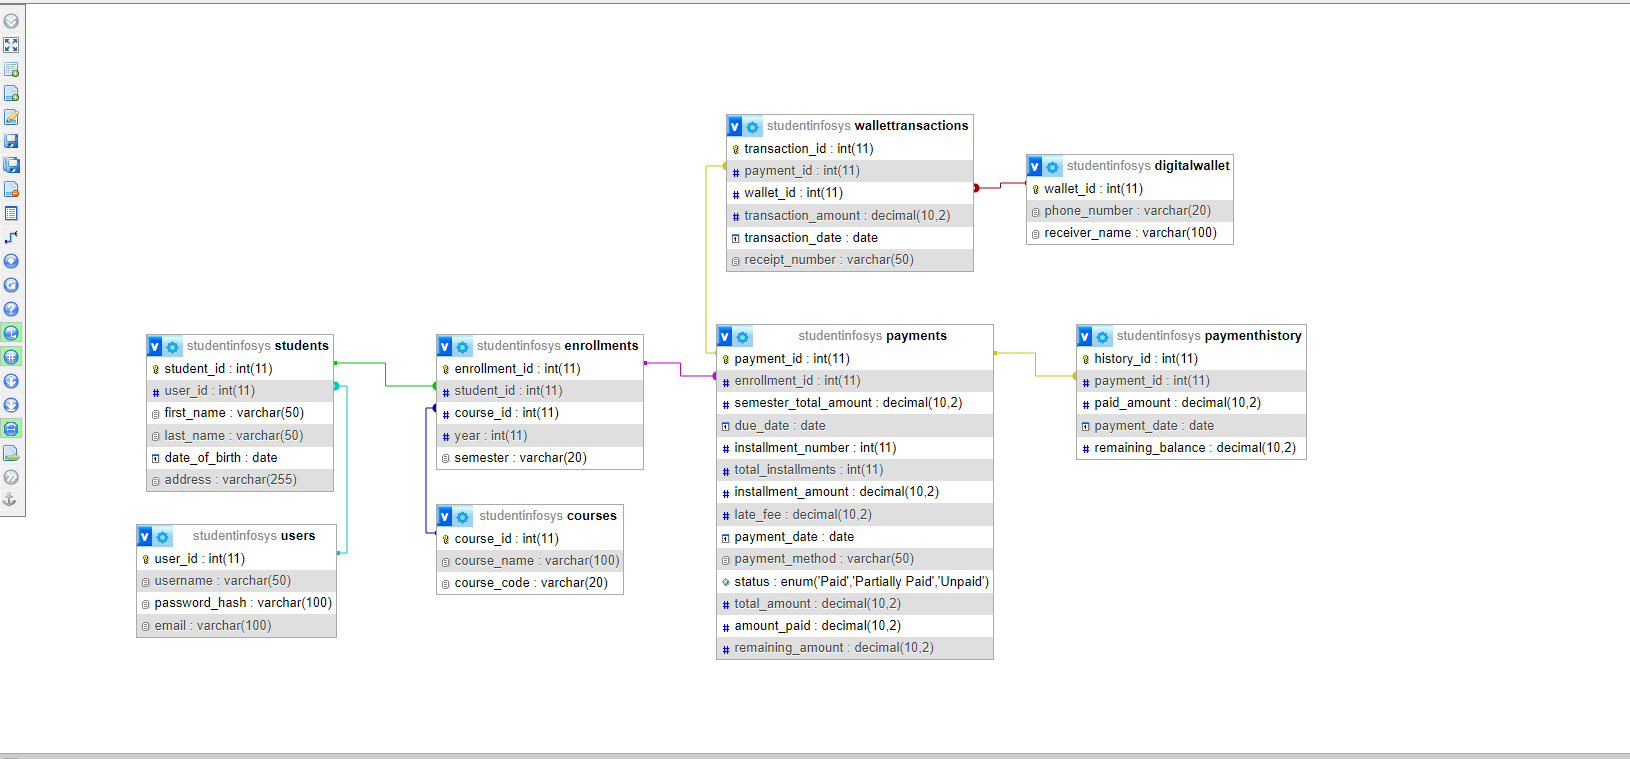 studentinfosys wallettransactions
transaction_id : int(11)
payment_id : int(11)
wallet_id : int(11)
transaction_amount : decimal(10,2)
transaction_date : date
receipt_number : varchar(50)
studentinfosys digitalwallet
wallet_id : int(11)
phone_number : varchar(20)
receiver_name : varchar(100)
studentinfosys students
student_id : int(11)
user_id : int(11)
first_name : varchar(50)
last_name : varchar(50)
date_of_birth : date
address : varchar(255)
studentinfosys enrollments
enrollment_id : int(11)
student_id : int(11)
course_id : int(11)
year : int(11)
semester : varchar(20)
studentinfosys payments
payment_id : int(11)
enrollment_id : int(11)
semester_total_amount : decimal(10,2)
due_date : date
installment_number : int(11)
total_installments : int(11)
installment_amount : decimal(10,2)
late_fee : decimal(10,2)
payment_date : date
payment_method : varchar(50)
status : enum('Paid','Partially Paid','Unpaid')
total_amount : decimal(10,2)
amount_paid : decimal(10,2)
remaining_amount : decimal(10,2)
studentinfosys paymenthistory
history_id : int(11)
payment_id : int(11)
paid_amount : decimal(10,2)
payment_date : date
remaining_balance : decimal(10,2)
studentinfosys users
user_id : int(11)
username : varchar(50)
password_hash : varchar(100)
email : varchar(100)
studentinfosys courses
course_id : int(11)
course_name : varchar(100)
course_code : varchar(20)